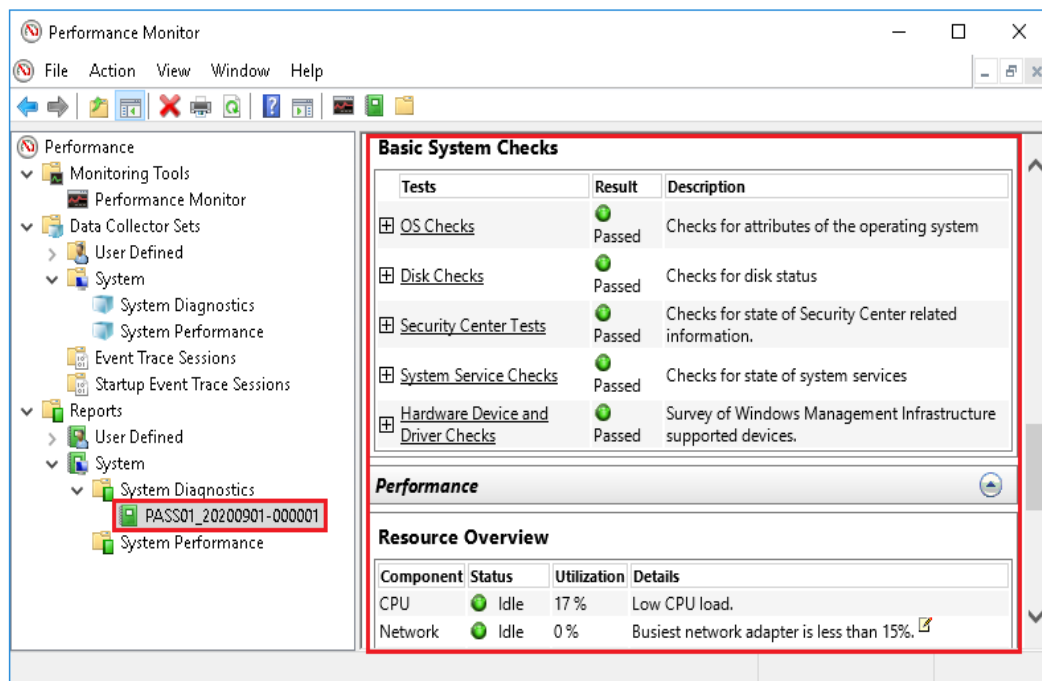 Performance Monitor
File Action View Window Help
Performance
Monitoring Tools
Performance Monitor
Data Collector Sets
User Defined
System
System Diagnostics
System Performance
Event Trace Sessions
Startup Event Trace Sessions
Reports
User Defined
System
System Diagnostics
PASS01_20200901-000001
System Performance
Basic System Checks
Tests Result Description
OS Checks Passed Checks for attributes of the operating system
Disk Checks Passed Checks for disk status
Security Center Tests Passed Checks for state of Security Center related
information.
System Service Checks Passed Checks for state of system services
Hardware Device and
Driver Checks Passed Survey of Windows Management Infrastructure
supported devices.
Performance
Resource Overview
Component Status Utilization Details
CPU Idle 17 % Low CPU load.
Network Idle 0 % Busiest network adapter is less than 15%.